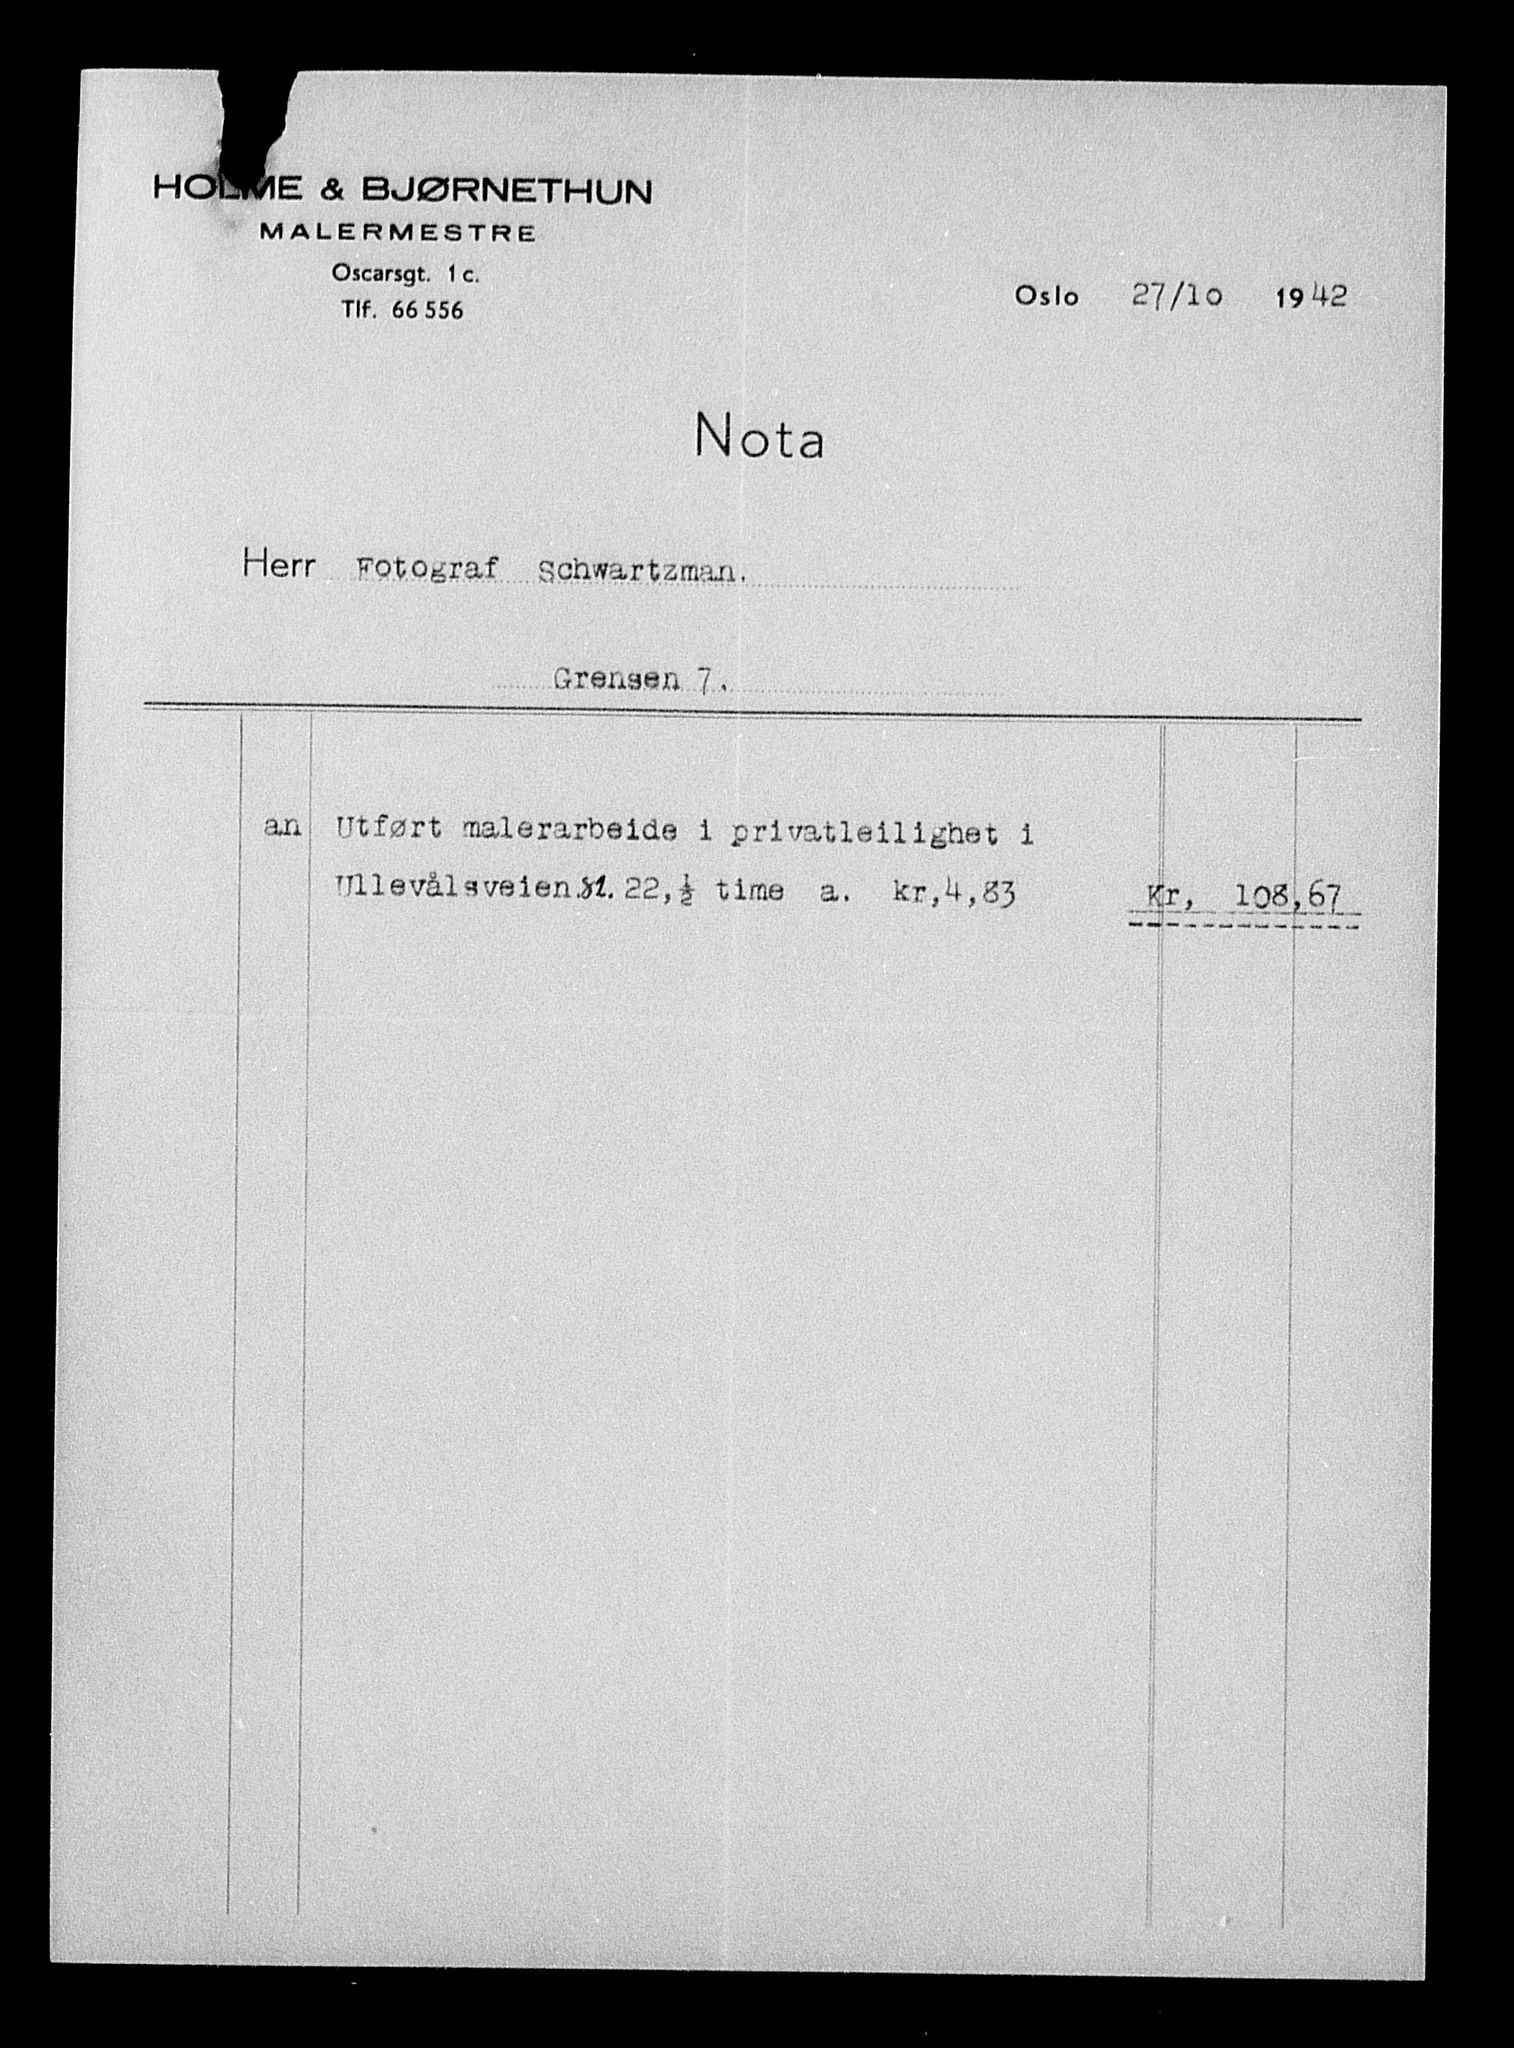 HOLME & BJØRNETHUN
MALERMESTRE
Oscarsgt. 1 c.
Tlf. 66 556
Oslo 27/10 1942
Nota
Herr Fotograf Schwartzman.
Grensen 7.
an Utført malerarbeide i privatleilighet i
Ullevålsveien 22,½ time a. kr,4,83 Kr, 108,67